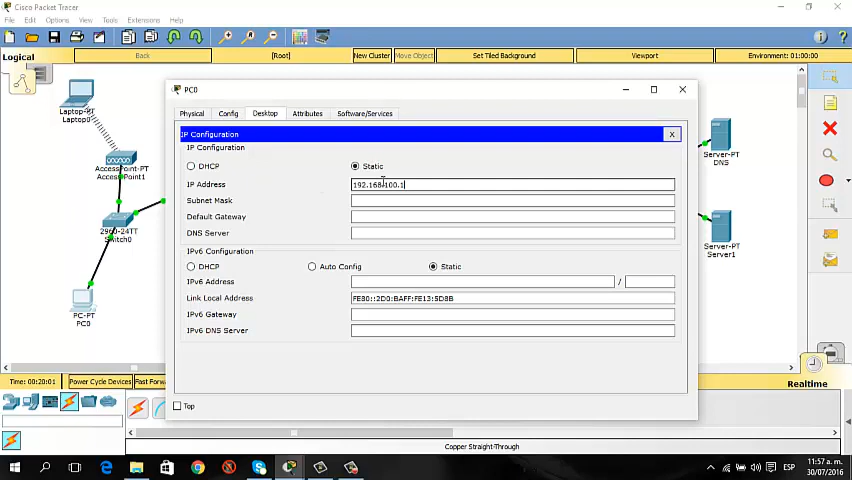 Cisco Packet Tracer
File Edit Options View Tools Extensions Help
Logical
Back
[Root]
New Cluster
Move Object
Set Tiled Background
Viewport
Environment: 01:00:00
Laptop-PT
Laptop0
AccessPoint-PT
AccessPoint1
2960-24TT
Switch0
PC-PT
PC0
PC0
Physical Config Desktop Attributes Software/Services
IP Configuration
X
IP Configuration
DHCP
Static
IP Address
192.168.100.1
Subnet Mask
Default Gateway
DNS Server
IPv6 Configuration
DHCP
Auto Config
Static
IPv6 Address
/
Link Local Address
FE80::2D0:BAFF:FE13:5D8B
IPv6 Gateway
IPv6 DNS Server
Top
Server-PT
DNS
Server-PT
Server1
Time: 00:20:01
Power Cycle Devices
Realtime
Copper Straight-Through
ESP
11:57 a. m.
30/07/2016